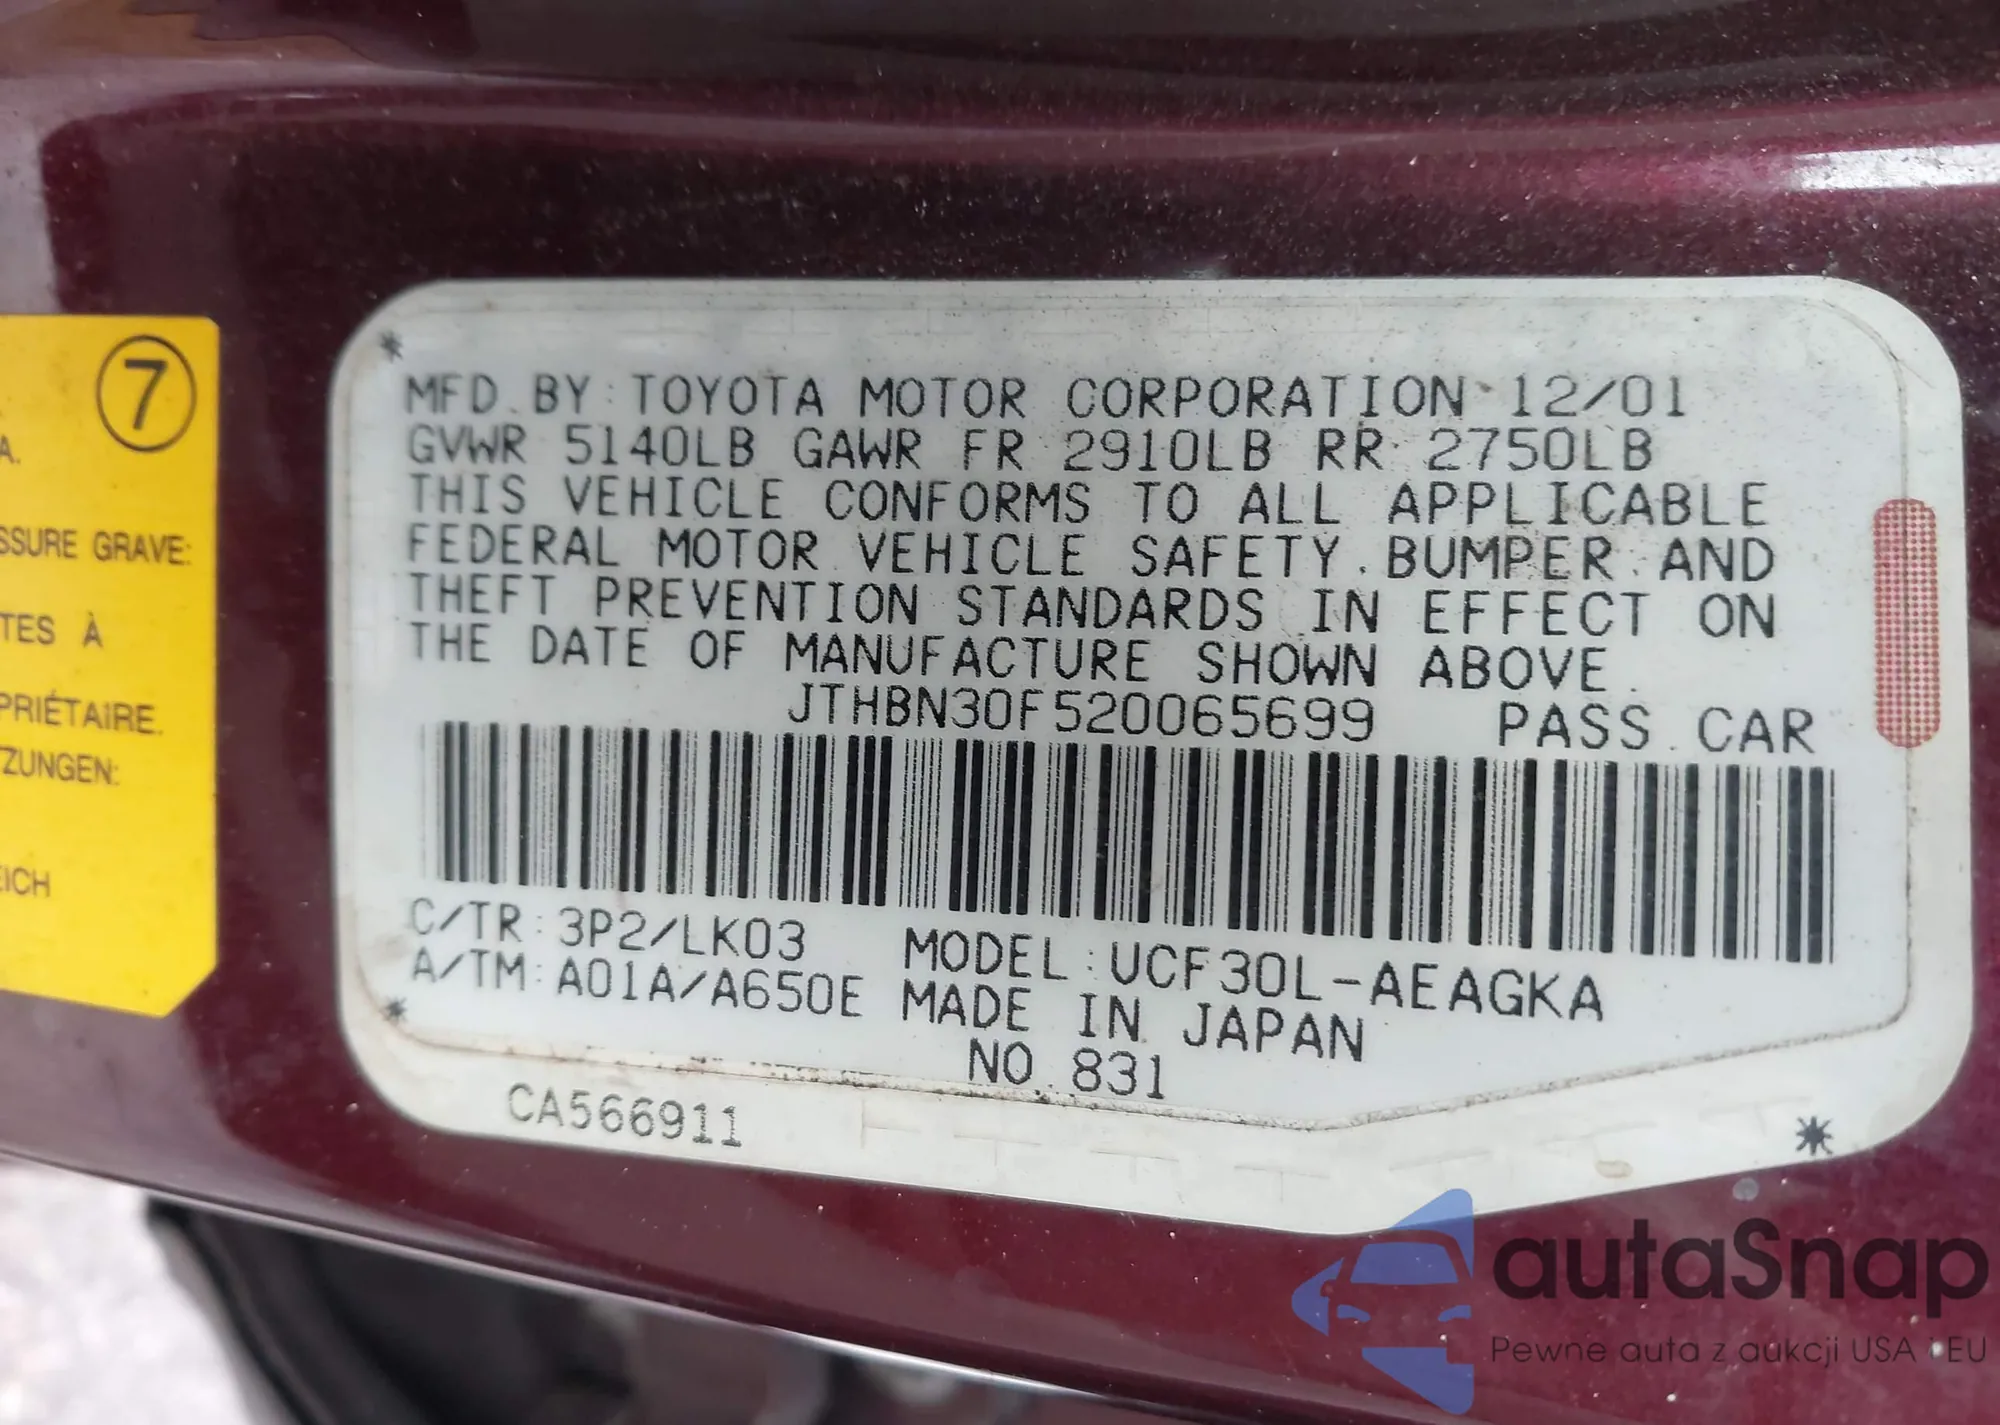 7
A.
SSURE GRAVE:
TES À
PRIÉTAIRE.
ZUNGEN:
EICH
MFD. BY: TOYOTA MOTOR CORPORATION 12/01
GVWR 5140LB GAWR FR 2910LB RR 2750LB
THIS VEHICLE CONFORMS TO ALL APPLICABLE
FEDERAL MOTOR VEHICLE SAFETY. BUMPER. AND
THEFT PREVENTION STANDARDS IN EFFECT ON
THE DATE OF MANUFACTURE SHOWN ABOVE.
JTHBN30F520065699 PASS. CAR
C/TR: 3P2/LK03 MODEL: UCF30L-AEAGKA
A/TM: A01A/A650E MADE IN JAPAN
NO. 831
CA566911
autaSnap
Pewne auta z aukcji USA i EU